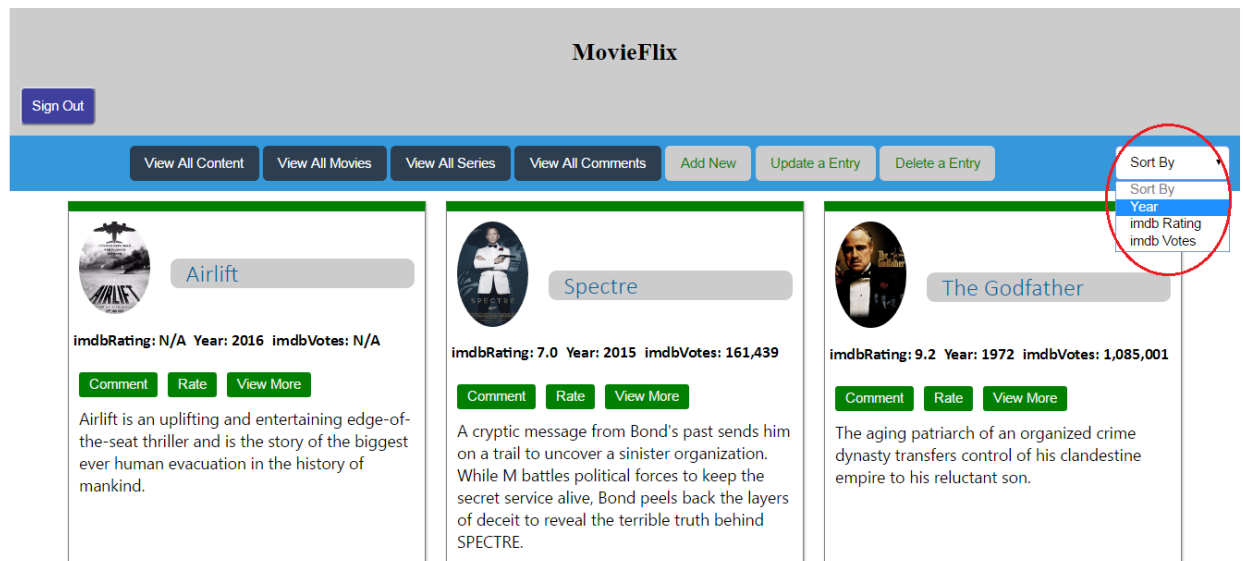 MovieFlix
Sign Out
View All Content View All Movies View All Series View All Comments Add New Update a Entry Delete a Entry Sort By
Sort By
Year
imdb Rating
imdb Votes
Airlift
imdbRating: N/A Year: 2016 imdbVotes: N/A
Comment Rate View More
Airlift is an uplifting and entertaining edge-of-
the-seat thriller and is the story of the biggest
ever human evacuation in the history of
mankind.
SPECTRE
Spectre
imdbRating: 7.0 Year: 2015 imdbVotes: 161,439
Comment Rate View More
A cryptic message from Bond's past sends him
on a trail to uncover a sinister organization.
While M battles political forces to keep the
secret service alive, Bond peels back the layers
of deceit to reveal the terrible truth behind
SPECTRE.
The Godfather
The Godfather
imdbRating: 9.2 Year: 1972 imdbVotes: 1,085,001
Comment Rate View More
The aging patriarch of an organized crime
dynasty transfers control of his clandestine
empire to his reluctant son.